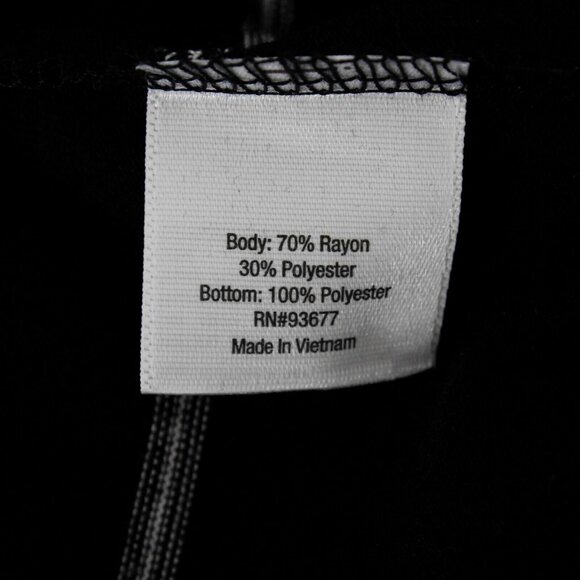 Body: 70% Rayon
30% Polyester
Bottom: 100% Polyester
RN#93677
Made In Vietnam